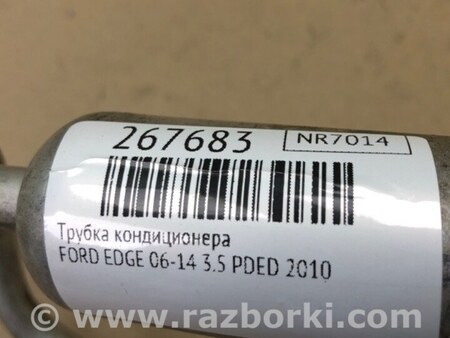 267683 NR7014
Трубка кондиционера
FORD EDGE 06-14 3.5 PDED 2010
www.razborki.com